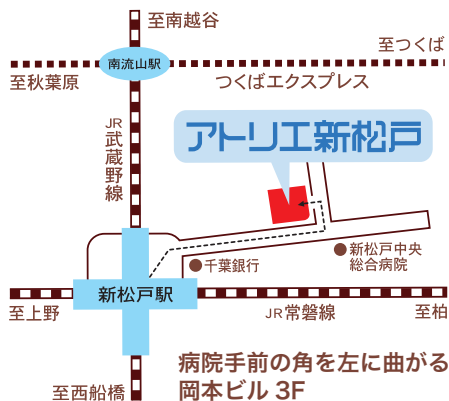 至南越谷
至つくば
南流山駅
至秋葉原
つくばエクスプレス
JR武蔵野線
アトリエ新松戸
新松戸中央
総合病院
千葉銀行
新松戸駅
至上野
JR常磐線
至柏
病院手前の角を左に曲がる
岡本ビル 3F
至西船橋